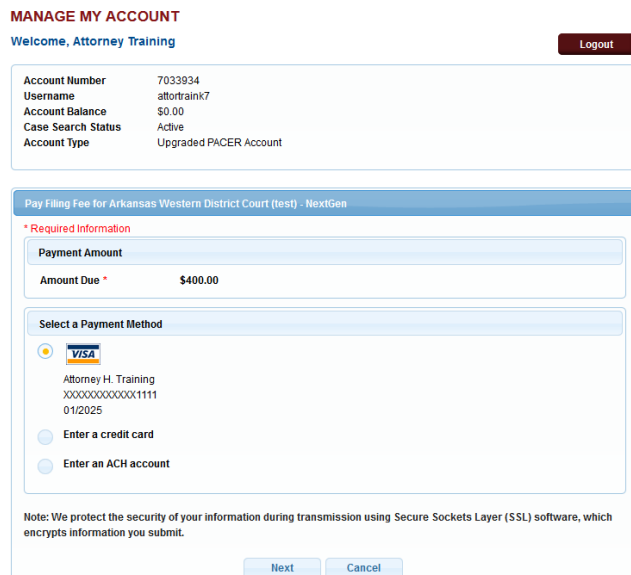 MANAGE MY ACCOUNT
Welcome, Attorney Training
Logout
Account Number 7033934
Username attortraink7
Account Balance $0.00
Case Search Status Active
Account Type Upgraded PACER Account
Pay Filing Fee for Arkansas Western District Court (test) - NextGen
* Required Information
Payment Amount
Amount Due * $400.00
Select a Payment Method
VISA
Attorney H. Training
XXXXXXXXXXXX1111
01/2025
Enter a credit card
Enter an ACH account
Note: We protect the security of your information during transmission using Secure Sockets Layer (SSL) software, which
encrypts information you submit.
Next Cancel